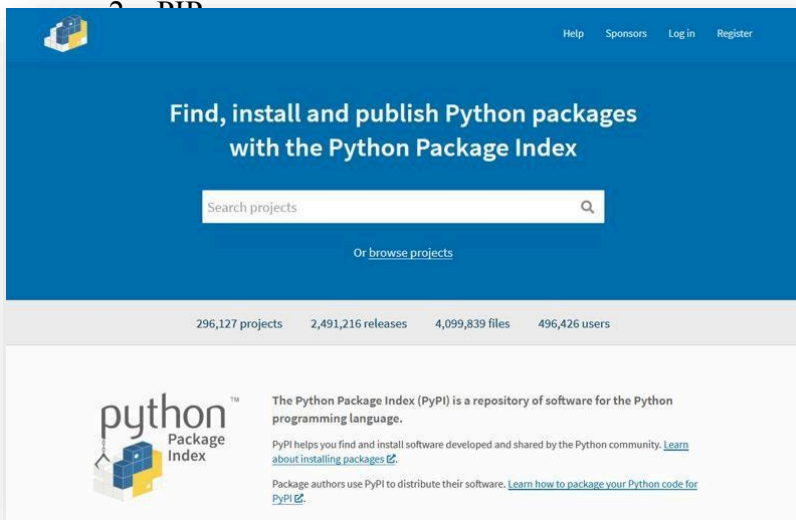 2. PIP
Help Sponsors Log in Register
Find, install and publish Python packages
with the Python Package Index
Search projects
Or browse projects
296,127 projects 2,491,216 releases 4,099,839 files 496,426 users
python™
Package
Index
The Python Package Index (PyPI) is a repository of software for the Python
programming language.
PyPI helps you find and install software developed and shared by the Python community. Learn
about installing packages.
Package authors use PyPI to distribute their software. Learn how to package your Python code for
PyPI.